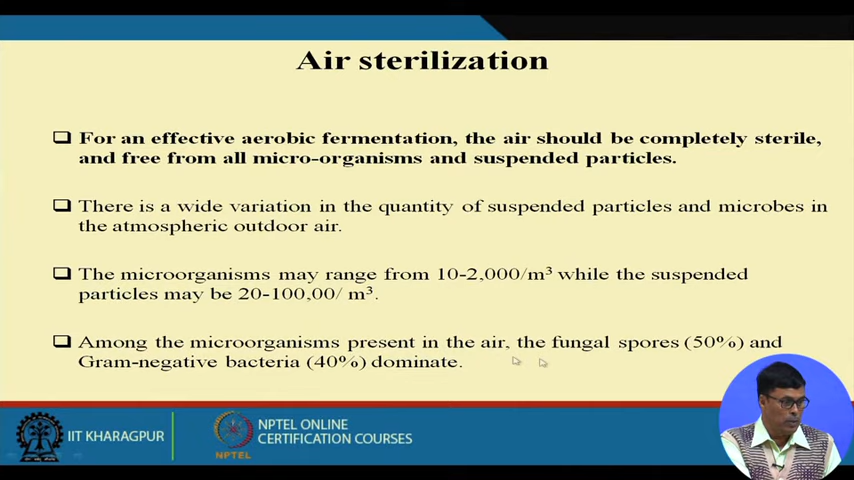 Air sterilization
❑ For an effective aerobic fermentation, the air should be completely sterile,
and free from all micro-organisms and suspended particles.
❑ There is a wide variation in the quantity of suspended particles and microbes in
the atmospheric outdoor air.
❑ The microorganisms may range from 10-2,000/m³ while the suspended
particles may be 20-100,00/ m³.
❑ Among the microorganisms present in the air, the fungal spores (50%) and
Gram-negative bacteria (40%) dominate.
IIT KHARAGPUR
NPTEL
NPTEL ONLINE
CERTIFICATION COURSES